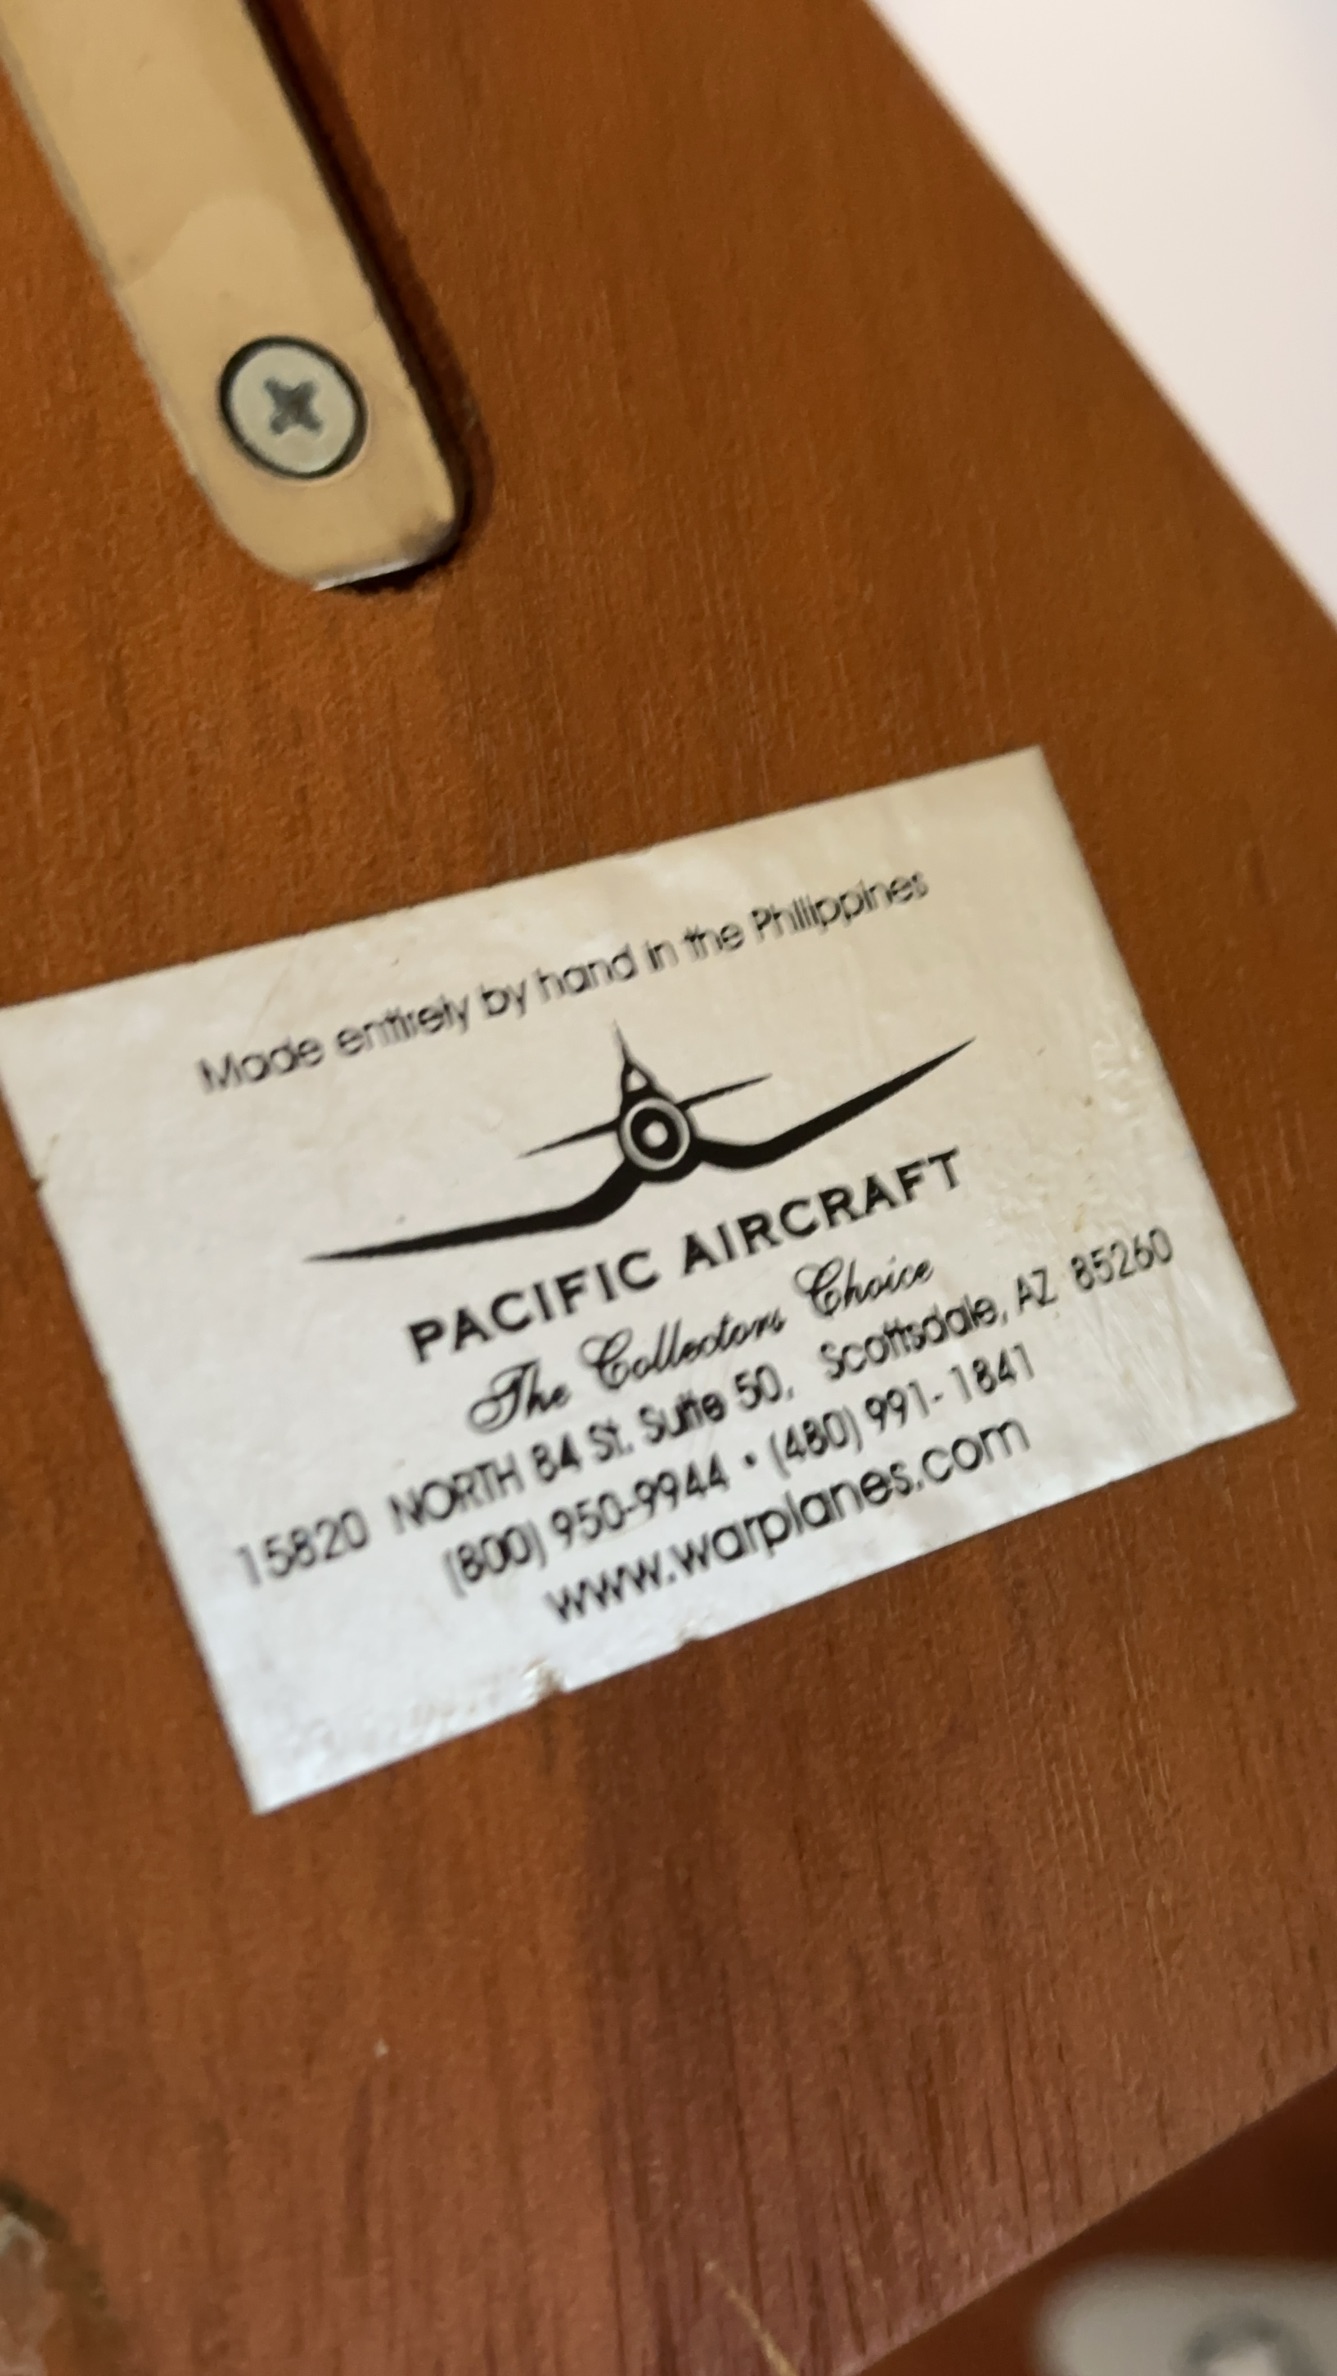 Made entirely by hand in the Philippines
PACIFIC AIRCRAFT
The Collectors Choice
15820 NORTH 84 St. Suite 50, Scottsdale, AZ 85260
(800) 950-9944 • (480) 991-1841
www.warplanes.com